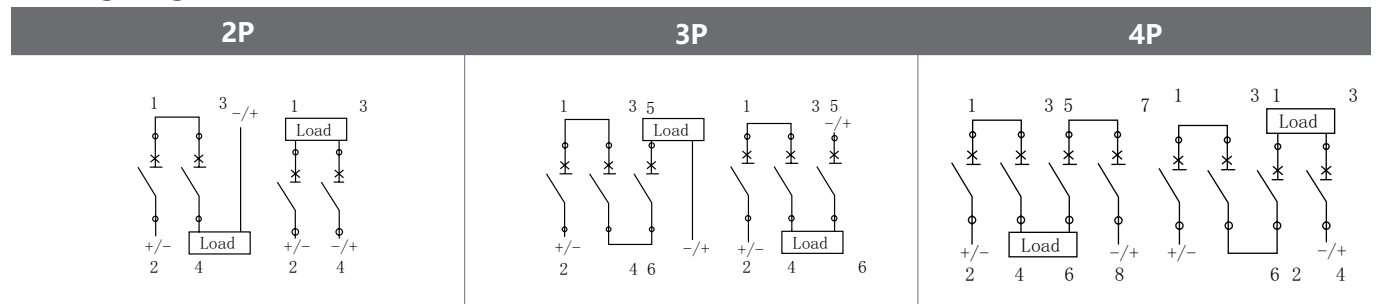 2P 3P 4P
1 3 -/+ 1 3
Load
+/- Load +/- -/+
2 4 2 4
1 3 5 1 3 5
Load -/+
+/- -/+ +/- Load
2 4 6 2 4 6
1 3 5 7 1 3 1 3
Load
+/- Load -/+ +/- -/+
2 4 6 8 6 2 4